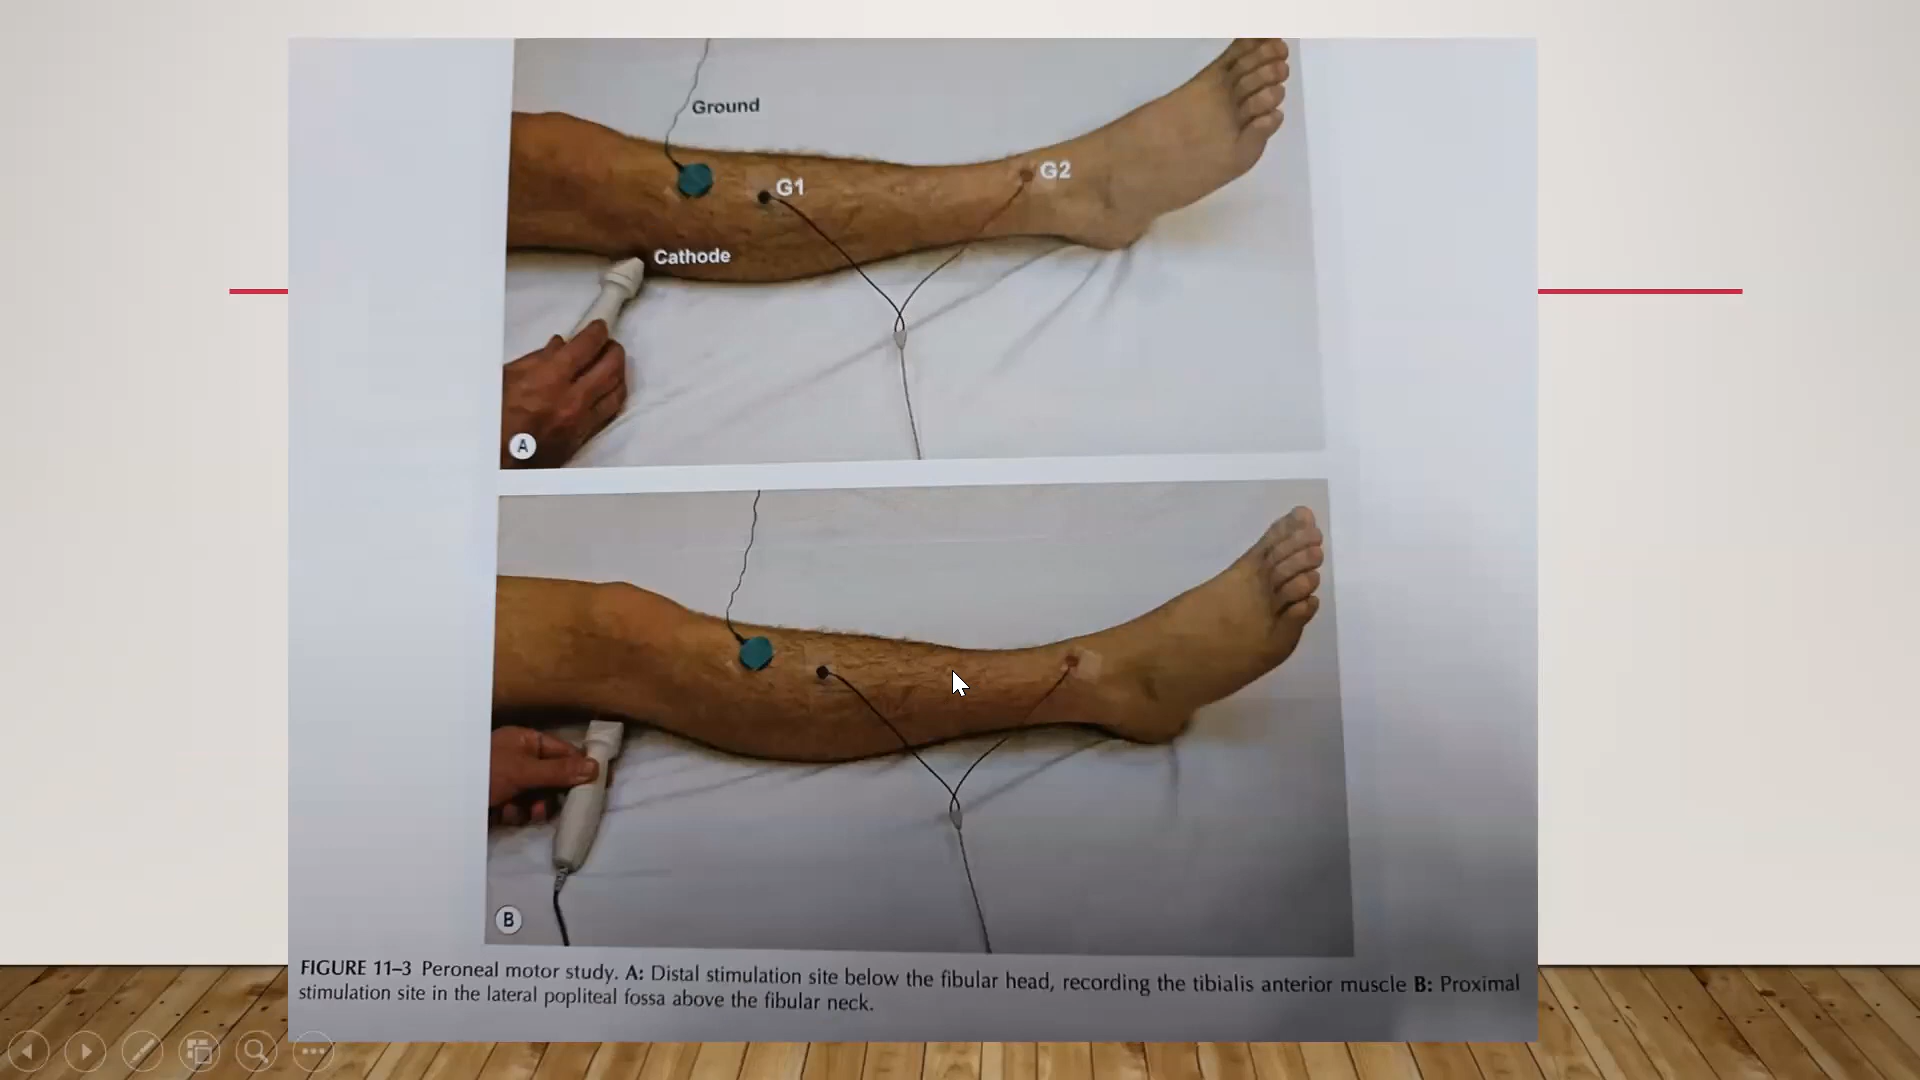 Ground
G1
G2
Cathode
A
B
FIGURE 11–3 Peroneal motor study. A: Distal stimulation site below the fibular head, recording the tibialis anterior muscle B: Proximal
stimulation site in the lateral popliteal fossa above the fibular neck.